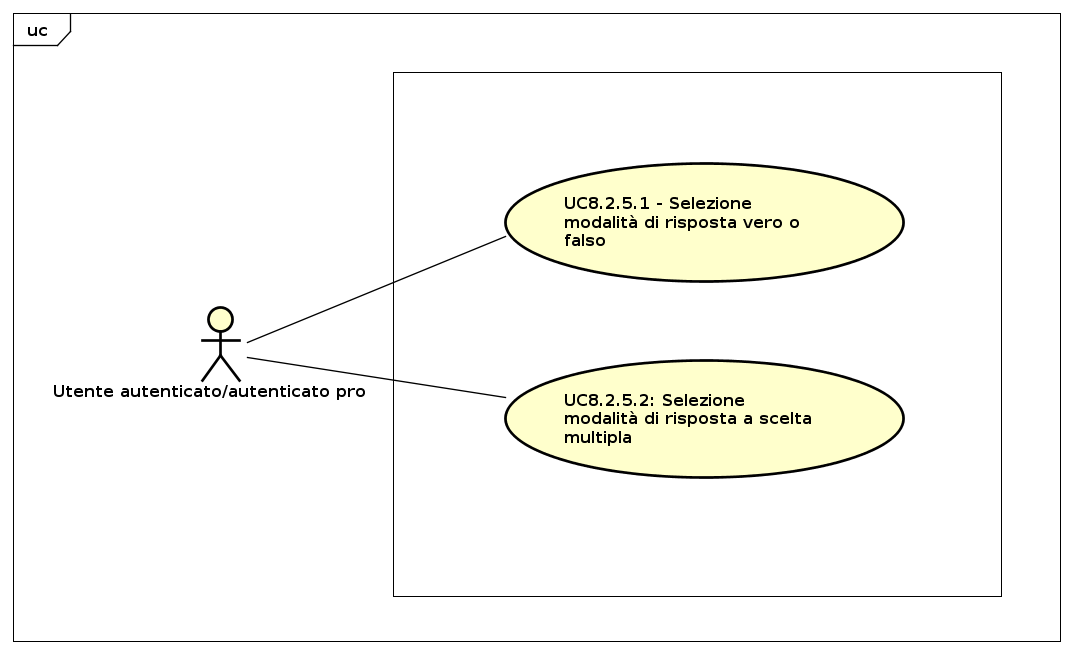 uc
UC8.2.5.1 - Selezione
modalità di risposta vero o
falso
Utente autenticato/autenticato pro
UC8.2.5.2: Selezione
modalità di risposta a scelta
multipla